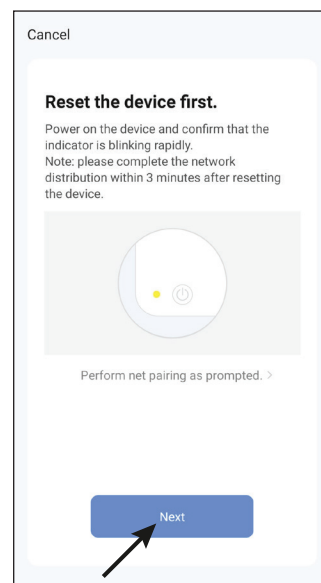 Cancel
Reset the device first.
Power on the device and confirm that the
indicator is blinking rapidly.
Note: please complete the network
distribution within 3 minutes after resetting
the device.
Perform net pairing as prompted. >
Next